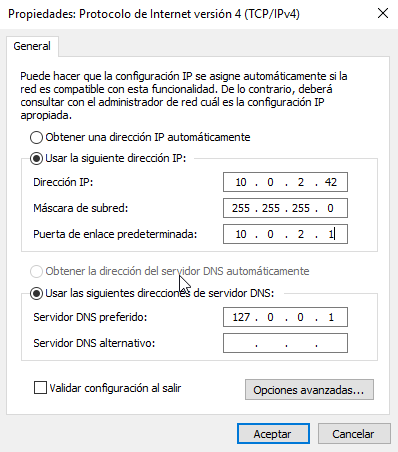 Propiedades: Protocolo de Internet versión 4 (TCP/IPv4)
General
Puede hacer que la configuración IP se asigne automáticamente si la
red es compatible con esta funcionalidad. De lo contrario, deberá
consultar con el administrador de red cuál es la configuración IP
apropiada.
Obtener una dirección IP automáticamente
Usar la siguiente dirección IP:
Dirección IP: 10 . 0 . 2 . 42
Máscara de subred: 255 . 255 . 255 . 0
Puerta de enlace predeterminada: 10 . 0 . 2 . 1
Obtener la dirección del servidor DNS automáticamente
Usar las siguientes direcciones de servidor DNS:
Servidor DNS preferido: 127 . 0 . 0 . 1
Servidor DNS alternativo: . . .
Validar configuración al salir
Opciones avanzadas...
Aceptar Cancelar